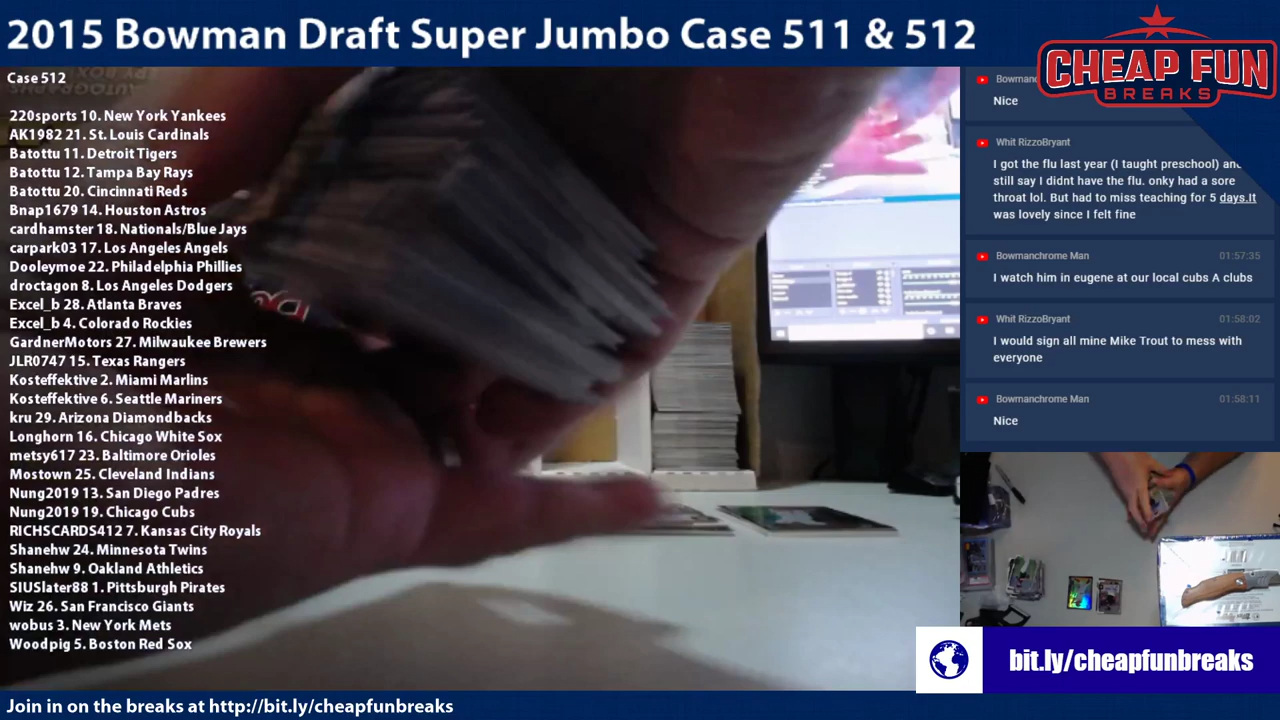 2015 Bowman Draft Super Jumbo Case 511 & 512
CHEAP FUN
BREAKS
Case 512
220sports 10. New York Yankees
AK1982 21. St. Louis Cardinals
Batottu 11. Detroit Tigers
Batottu 12. Tampa Bay Rays
Batottu 20. Cincinnati Reds
Bnap1679 14. Houston Astros
cardhamster 18. Nationals/Blue Jays
carpark03 17. Los Angeles Angels
Dooleymoe 22. Philadelphia Phillies
droctagon 8. Los Angeles Dodgers
Excel_b 28. Atlanta Braves
Excel_b 4. Colorado Rockies
GardnerMotors 27. Milwaukee Brewers
JLR0747 15. Texas Rangers
Kosteffektive 2. Miami Marlins
Kosteffektive 6. Seattle Mariners
kru 29. Arizona Diamondbacks
Longhorn 16. Chicago White Sox
metsy617 23. Baltimore Orioles
Mostown 25. Cleveland Indians
Nung2019 13. San Diego Padres
Nung2019 19. Chicago Cubs
RICHSCARDS412 7. Kansas City Royals
Shanehw 24. Minnesota Twins
Shanehw 9. Oakland Athletics
SIUSlater88 1. Pittsburgh Pirates
Wiz 26. San Francisco Giants
wobus 3. New York Mets
Woodpig 5. Boston Red Sox
Nice
Whit RizzoBryant
I got the flu last year (I taught preschool) and
still say I didnt have the flu. onky had a sore
throat lol. But had to miss teaching for 5 days.It
was lovely since I felt fine
Bowmanchrome Man 01:57:35
I watch him in eugene at our local cubs A clubs
Whit RizzoBryant 01:58:02
I would sign all mine Mike Trout to mess with
everyone
Bowmanchrome Man 01:58:11
Nice
bit.ly/cheapfunbreaks
Join in on the breaks at http://bit.ly/cheapfunbreaks